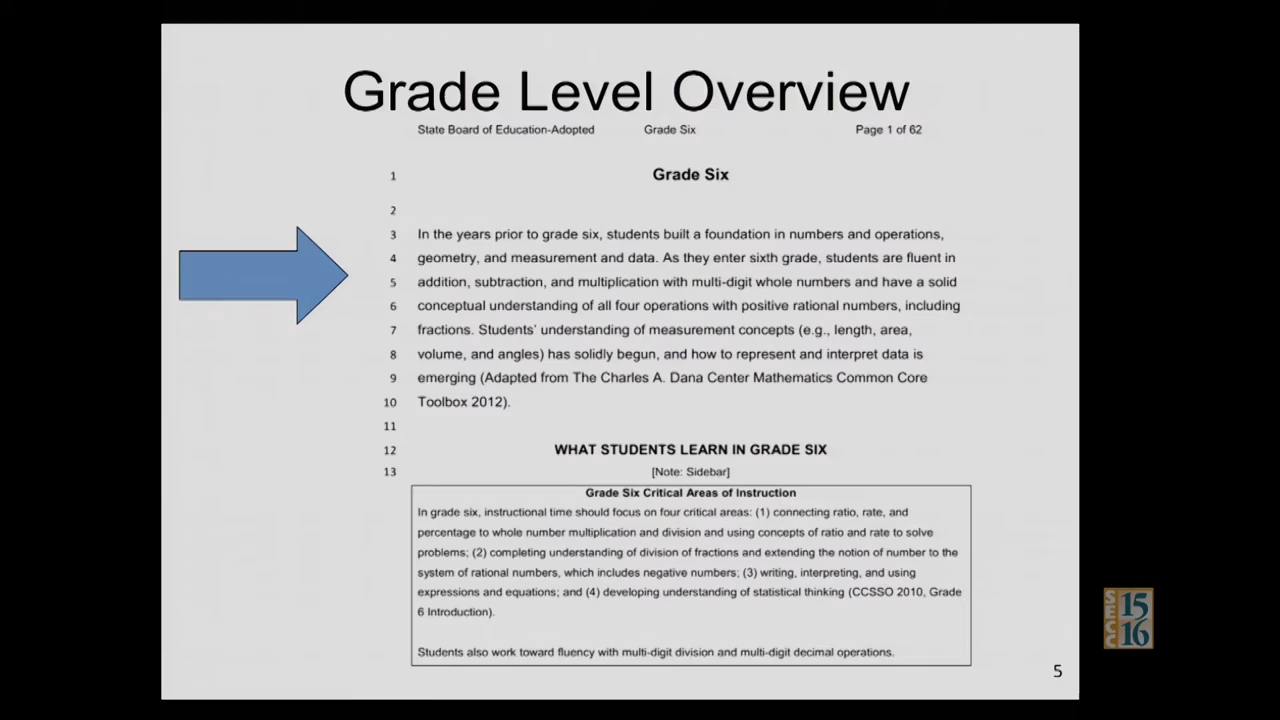 Grade Level Overview
State Board of Education-Adopted Grade Six Page 1 of 62
1 Grade Six
2
3 In the years prior to grade six, students built a foundation in numbers and operations,
4 geometry, and measurement and data. As they enter sixth grade, students are fluent in
5 addition, subtraction, and multiplication with multi-digit whole numbers and have a solid
6 conceptual understanding of all four operations with positive rational numbers, including
7 fractions. Students' understanding of measurement concepts (e.g., length, area,
8 volume, and angles) has solidly begun, and how to represent and interpret data is
9 emerging (Adapted from The Charles A. Dana Center Mathematics Common Core
10 Toolbox 2012).
11
12 WHAT STUDENTS LEARN IN GRADE SIX
13 [Note: Sidebar]
Grade Six Critical Areas of Instruction
In grade six, instructional time should focus on four critical areas: (1) connecting ratio, rate, and
percentage to whole number multiplication and division and using concepts of ratio and rate to solve
problems; (2) completing understanding of division of fractions and extending the notion of number to the
system of rational numbers, which includes negative numbers; (3) writing, interpreting, and using
expressions and equations; and (4) developing understanding of statistical thinking (CCSSO 2010, Grade
6 Introduction).
Students also work toward fluency with multi-digit division and multi-digit decimal operations.
5
SECC
15
16